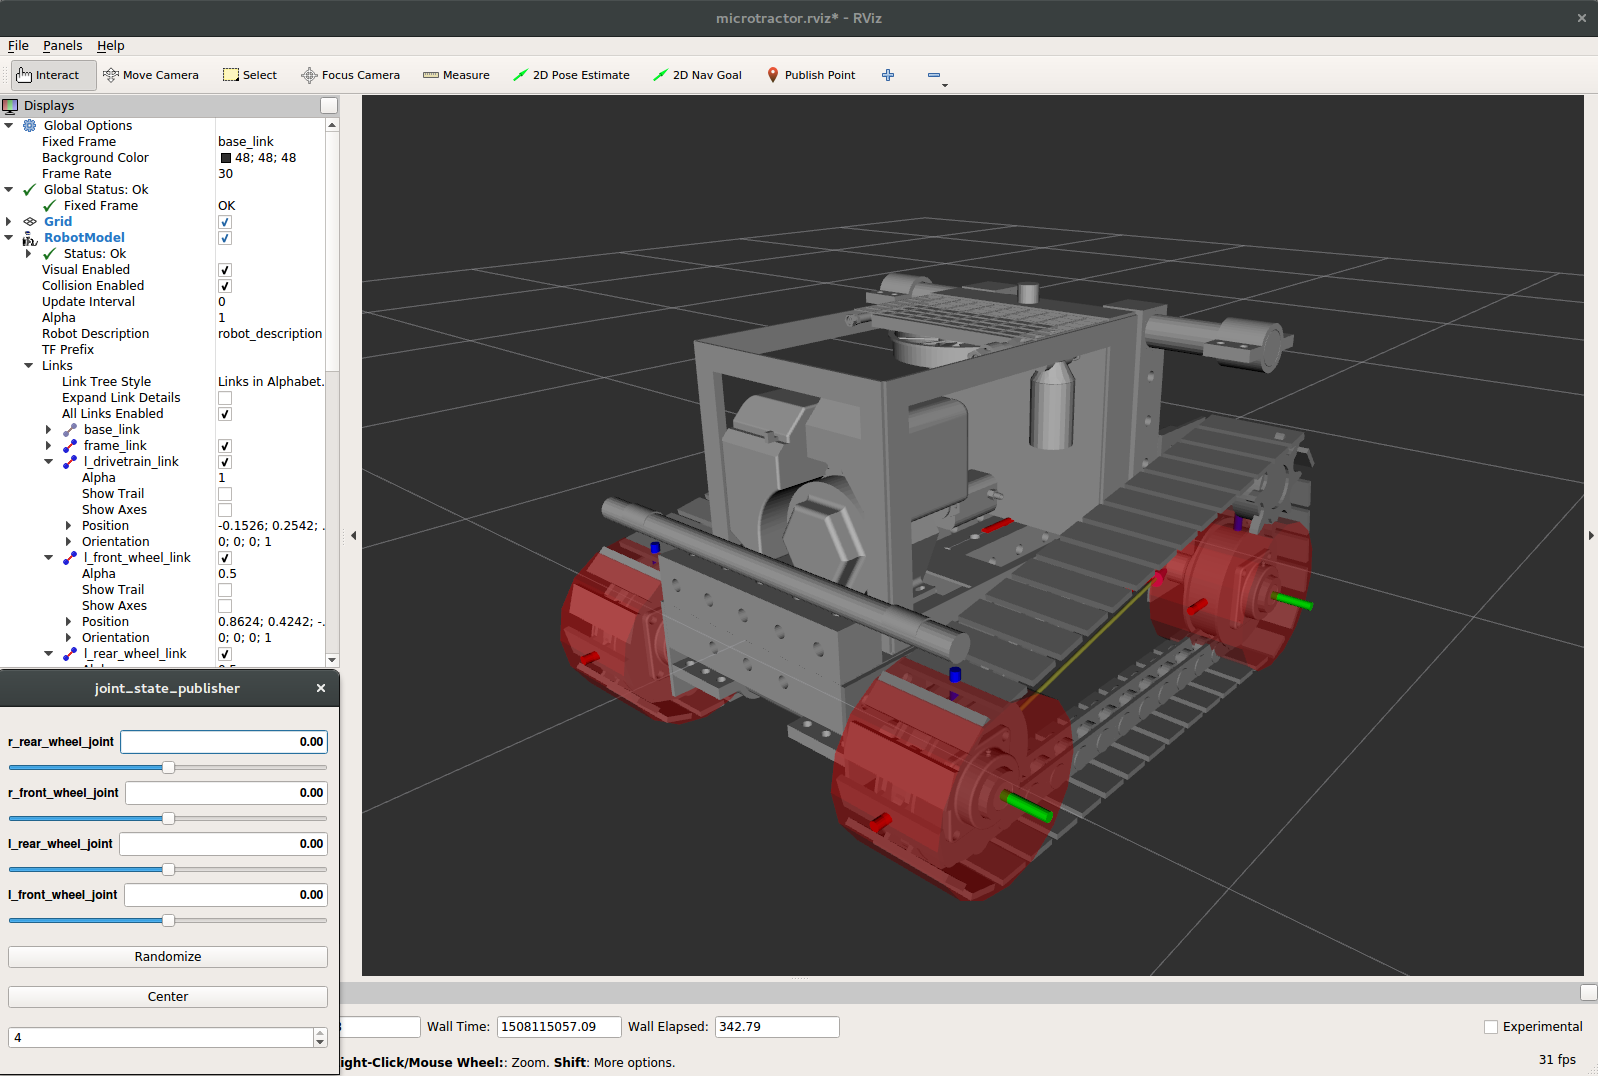 microtractor.rviz* - RViz
File Panels Help
Interact Move Camera Select Focus Camera Measure 2D Pose Estimate 2D Nav Goal Publish Point
Displays
Global Options
Fixed Frame base_link
Background Color 48; 48; 48
Frame Rate 30
Global Status: Ok
Fixed Frame OK
Grid
RobotModel
Status: Ok
Visual Enabled
Collision Enabled
Update Interval 0
Alpha 1
Robot Description robot_description
TF Prefix
Links
Link Tree Style Links in Alphabet.
Expand Link Details
All Links Enabled
base_link
frame_link
l_drivetrain_link
Alpha 1
Show Trail
Show Axes
Position -0.1526; 0.2542; .
Orientation 0; 0; 0; 1
l_front_wheel_link
Alpha 0.5
Show Trail
Show Axes
Position 0.8624; 0.4242; -.
Orientation 0; 0; 0; 1
l_rear_wheel_link
joint_state_publisher
r_rear_wheel_joint 0.00
r_front_wheel_joint 0.00
l_rear_wheel_joint 0.00
l_front_wheel_joint 0.00
Randomize
Center
4
Wall Time: 1508115057.09 Wall Elapsed: 342.79 Experimental
ight-Click/Mouse Wheel:: Zoom. Shift: More options.
31 fps